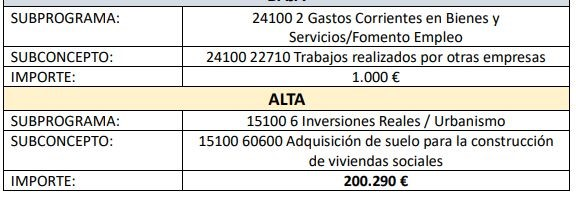 SUBPROGRAMA: 24100 2 Gastos Corrientes en Bienes y
Servicios/Fomento Empleo
SUBCONCEPTO: 24100 22710 Trabajos realizados por otras empresas
IMPORTE: 1.000 €
ALTA
SUBPROGRAMA: 15100 6 Inversiones Reales / Urbanismo
SUBCONCEPTO: 15100 60600 Adquisición de suelo para la construcción
de viviendas sociales
IMPORTE: 200.290 €